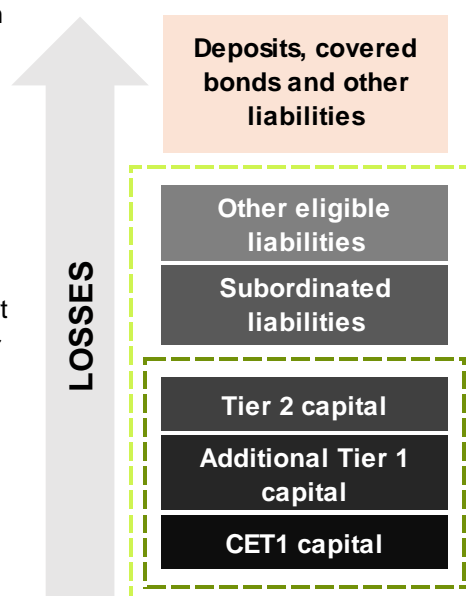 Deposits, covered
bonds and other
liabilities
Other eligible
liabilities
Subordinated
liabilities
LOSSES
Tier 2 capital
Additional Tier 1
capital
CET1 capital